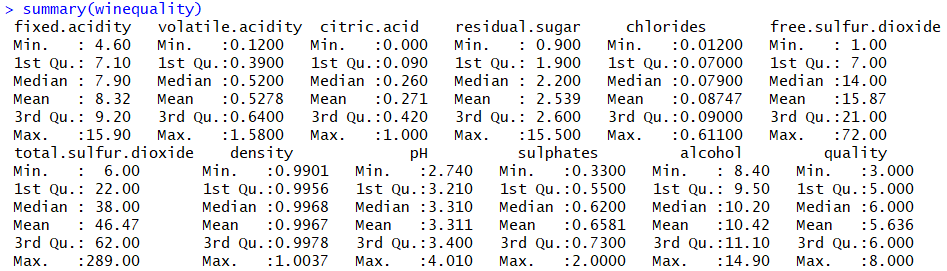 > summary(winequality)
fixed.acidity volatile.acidity citric.acid residual.sugar chlorides free.sulfur.dioxide
Min. : 4.60 Min. :0.1200 Min. :0.000 Min. : 0.900 Min. :0.01200 Min. : 1.00
1st Qu.: 7.10 1st Qu.:0.3900 1st Qu.:0.090 1st Qu.: 1.900 1st Qu.:0.07000 1st Qu.: 7.00
Median : 7.90 Median :0.5200 Median :0.260 Median : 2.200 Median :0.07900 Median :14.00
Mean : 8.32 Mean :0.5278 Mean :0.271 Mean : 2.539 Mean :0.08747 Mean :15.87
3rd Qu.: 9.20 3rd Qu.:0.6400 3rd Qu.:0.420 3rd Qu.: 2.600 3rd Qu.:0.09000 3rd Qu.:21.00
Max. :15.90 Max. :1.5800 Max. :1.000 Max. :15.500 Max. :0.61100 Max. :72.00
total.sulfur.dioxide density pH sulphates alcohol quality
Min. : 6.00 Min. :0.9901 Min. :2.740 Min. :0.3300 Min. : 8.40 Min. :3.000
1st Qu.: 22.00 1st Qu.:0.9956 1st Qu.:3.210 1st Qu.:0.5500 1st Qu.: 9.50 1st Qu.:5.000
Median : 38.00 Median :0.9968 Median :3.310 Median :0.6200 Median :10.20 Median :6.000
Mean : 46.47 Mean :0.9967 Mean :3.311 Mean :0.6581 Mean :10.42 Mean :5.636
3rd Qu.: 62.00 3rd Qu.:0.9978 3rd Qu.:3.400 3rd Qu.:0.7300 3rd Qu.:11.10 3rd Qu.:6.000
Max. :289.00 Max. :1.0037 Max. :4.010 Max. :2.0000 Max. :14.90 Max. :8.000